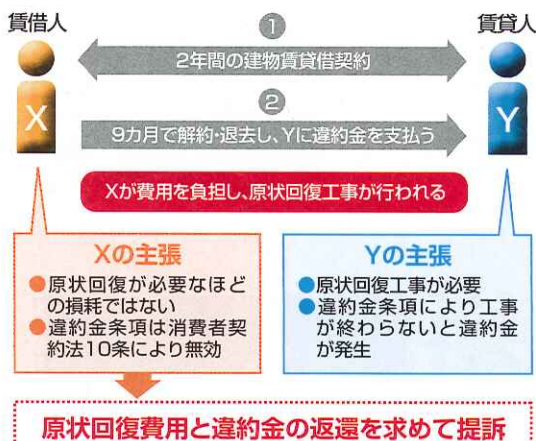 賃借人
賃貸人
1
2年間の建物賃貸借契約
X
Y
2
9カ月で解約・退去し、Yに違約金を支払う
Xが費用を負担し、原状回復工事が行われる
Xの主張
●原状回復が必要なほど
の損耗ではない
●違約金条項は消費者契
約法10条により無効
Yの主張
●原状回復工事が必要
●違約金条項により工事
が終わらないと違約金
が発生
原状回復費用と違約金の返還を求めて提訴